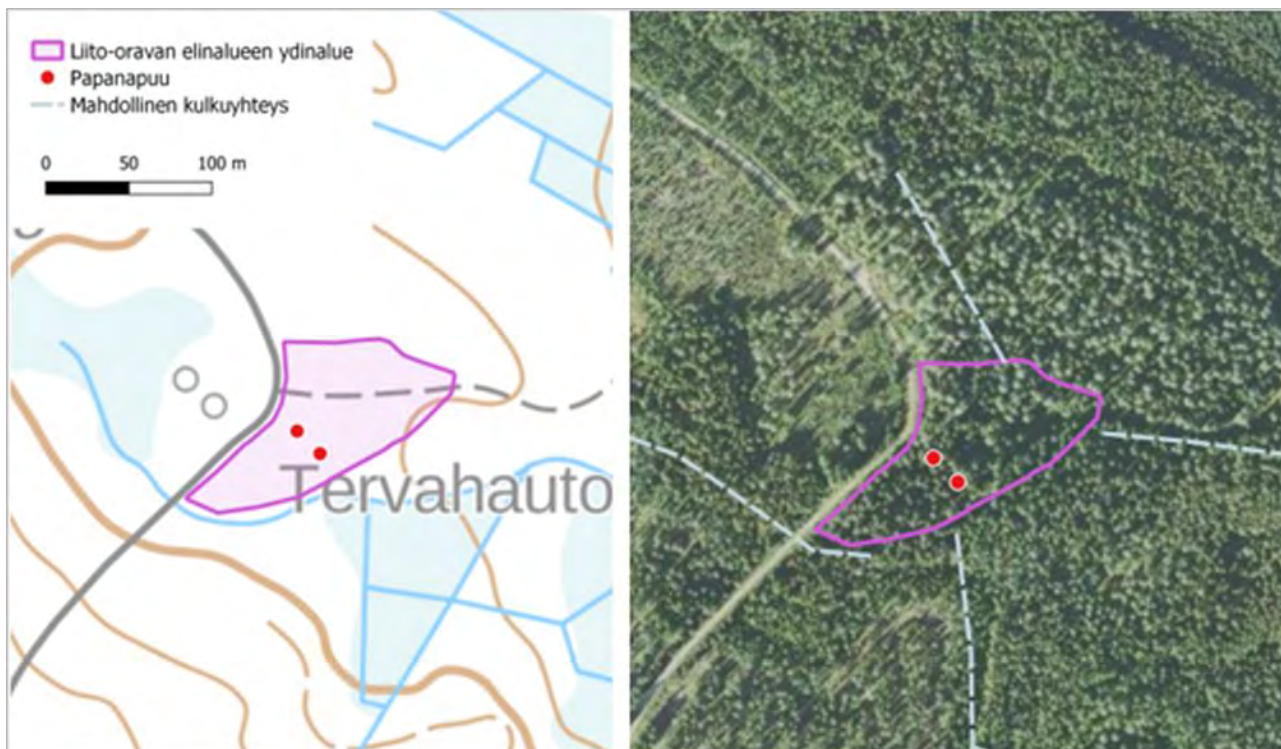 Liito-oravan elinalueen ydinalue
Papanapuu
Mahdollinen kulkuyhteys
0 50 100 m
Tervahauto